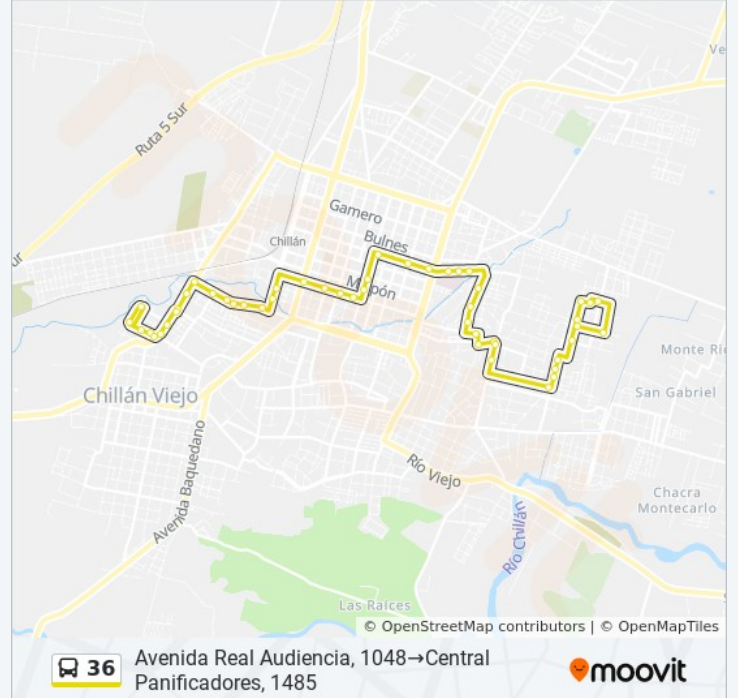 Ve
Ruta 5 Sur
Gamero
Chillán
Bulnes
ur
Maipón
Monte Ri
Chillán Viejo
San Gabriel
Avenida Baquedano
Río Viejo
Chacra
Montecarlo
Río Chillán
Las Raíces
© OpenStreetMap contributors | © OpenMapTiles
36
Avenida Real Audiencia, 1048→Central
Panificadores, 1485
moovit